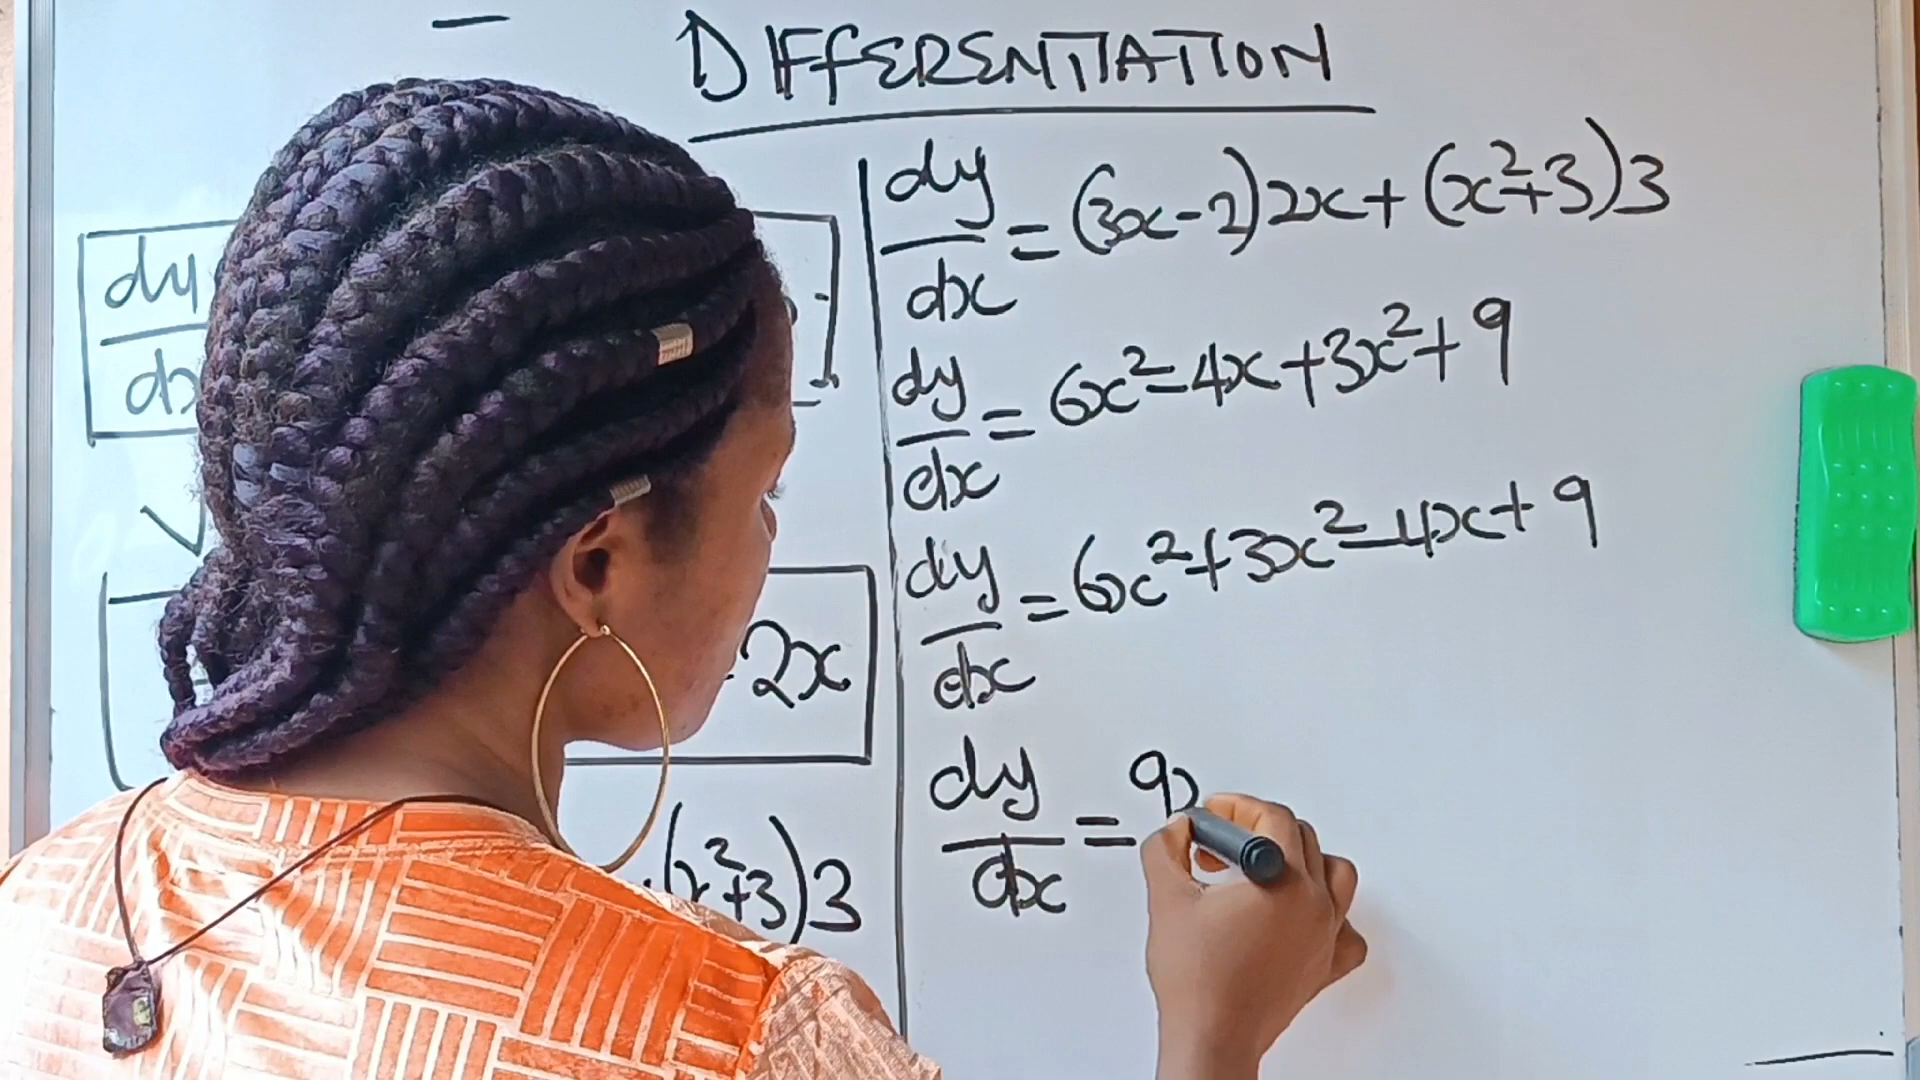 DIFFERENTIATION
dy
dx
2x
(x²+3)3
dy/dx = (3x-2)2x + (x²+3)3
dy/dx = 6x²-4x+3x²+9
dy/dx = 6x²+3x²-4x+9
dy/dx = 9x